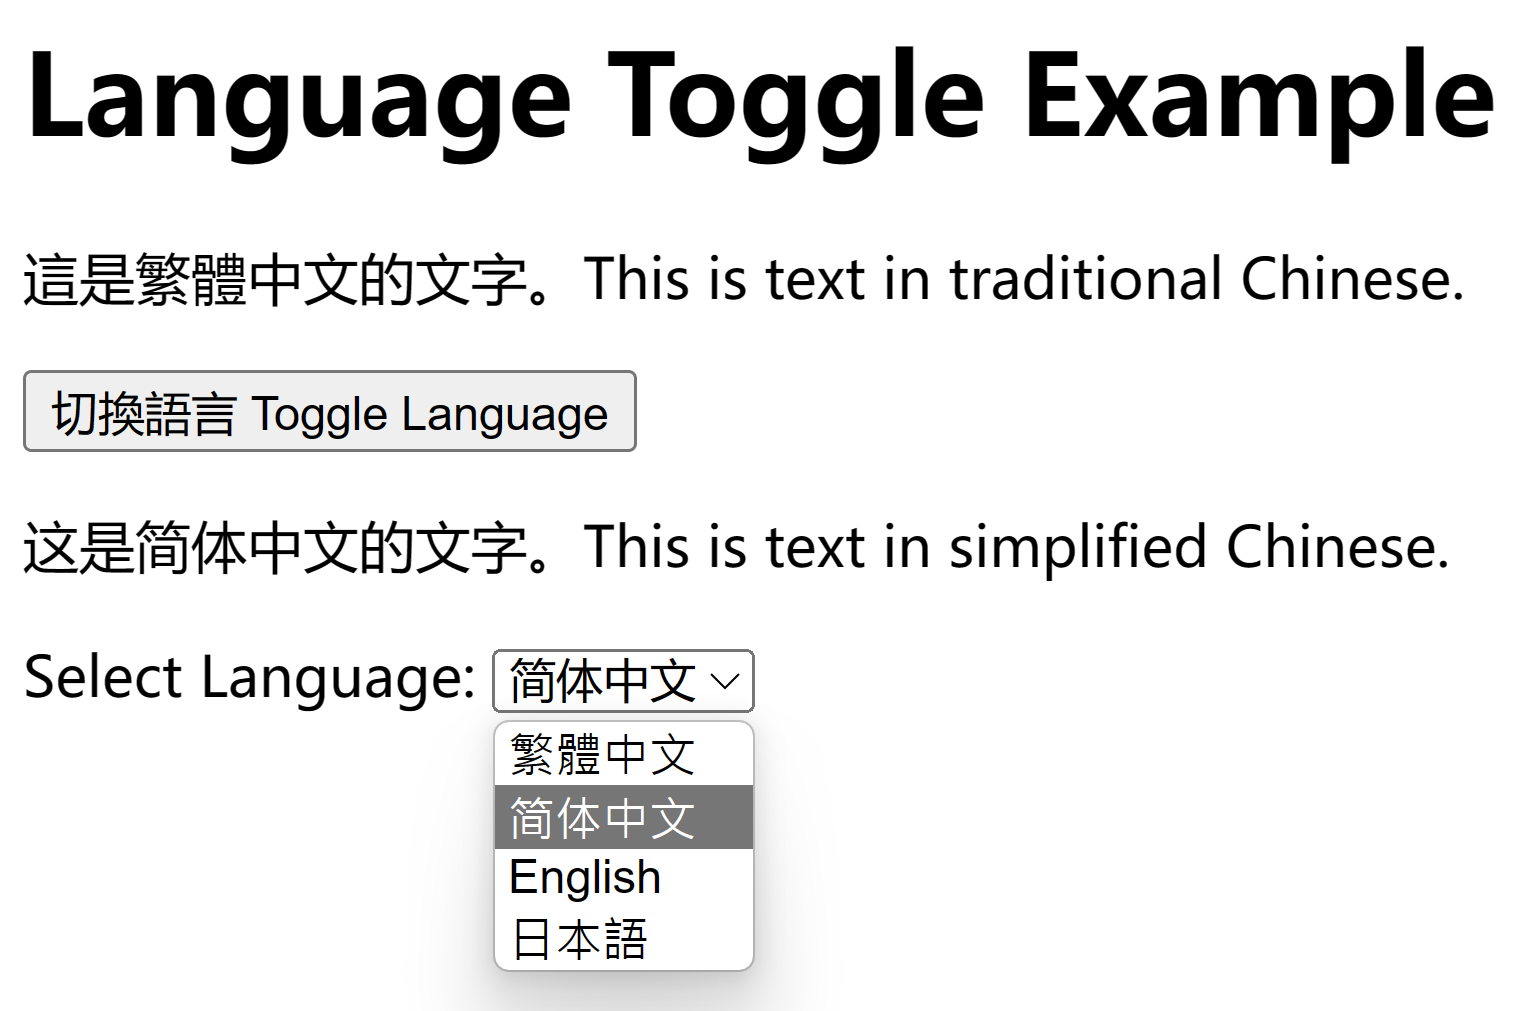 Language Toggle Example
這是繁體中文的文字。This is text in traditional Chinese.
切換語言 Toggle Language
这是简体中文的文字。This is text in simplified Chinese.
Select Language: 简体中文
繁體中文
简体中文
English
日本語